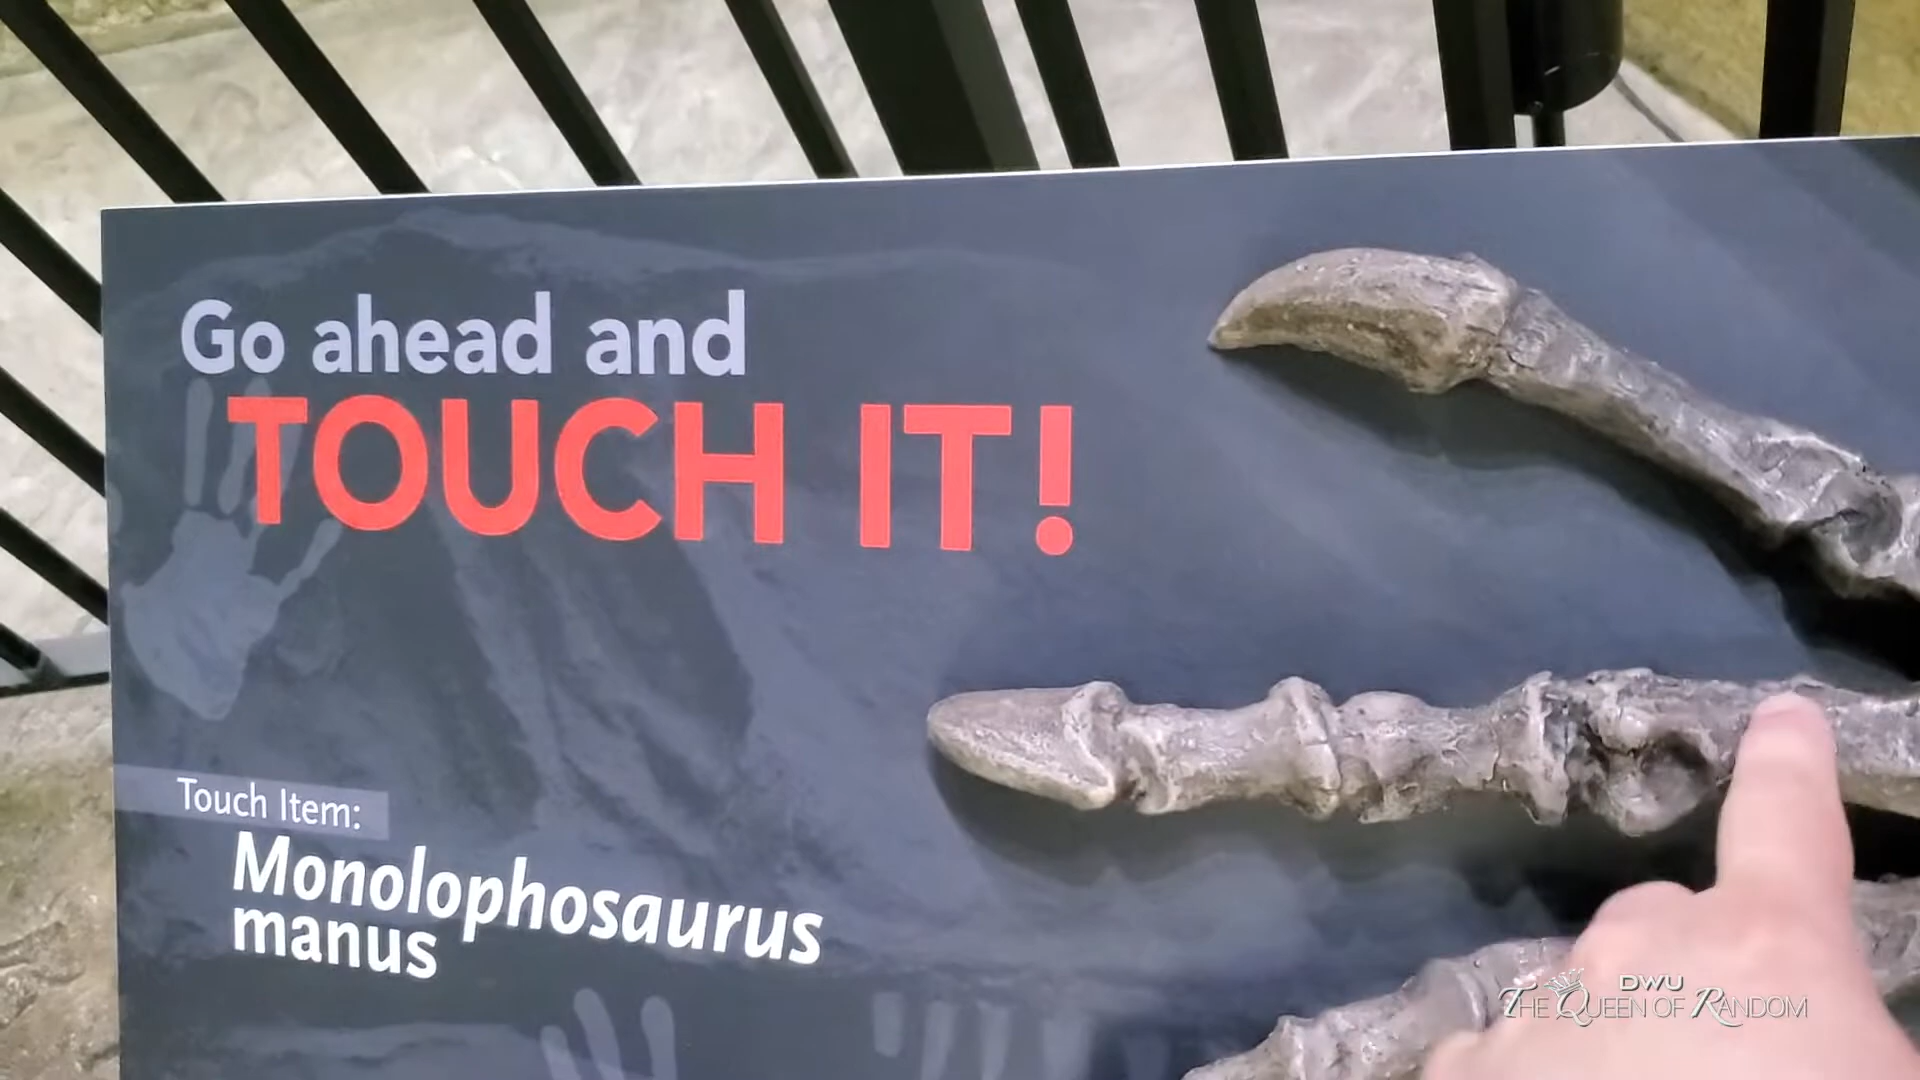 Go ahead and
TOUCH IT!
Touch Item:
Monolophosaurus
manus
DWU
THE QUEEN OF RANDOM